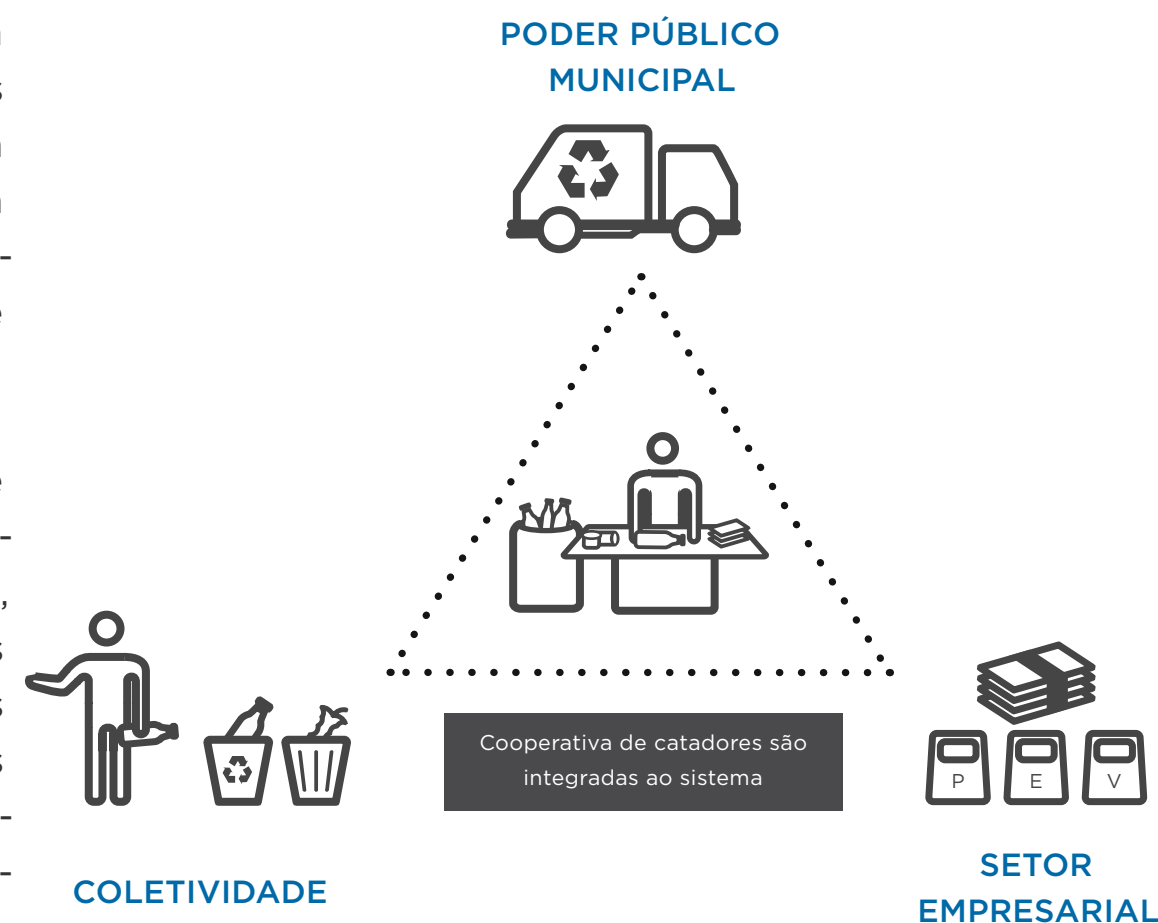 PODER PÚBLICO
MUNICIPAL
Cooperativa de catadores são
integradas ao sistema
P E V
COLETIVIDADE
SETOR
EMPRESARIAL